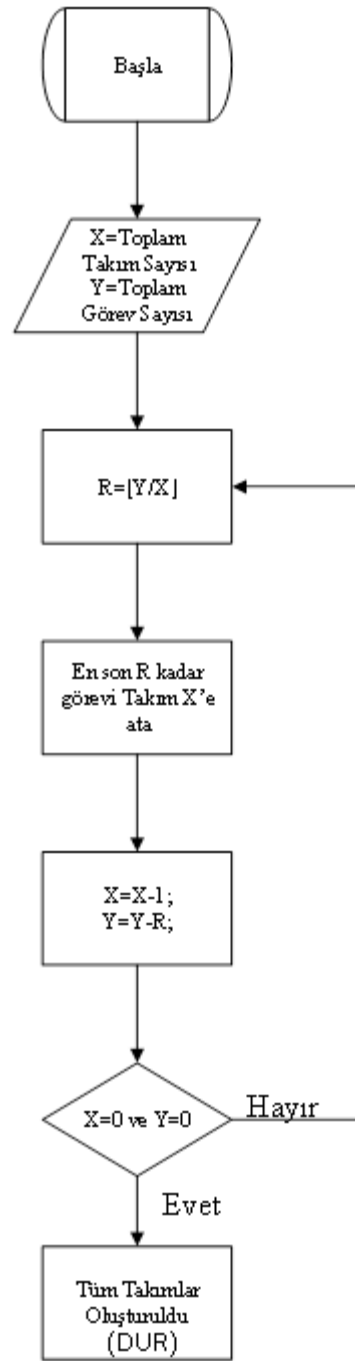 Başla
X=Toplam
Takım Sayısı
Y=Toplam
Görev Sayısı
R=[Y/X]
En son R kadar
görevi Takım X'e
ata
X=X-1;
Y=Y-R;
X=0 ve Y=0
Hayır
Evet
Tüm Takımlar
Oluşturuldu
(DUR)